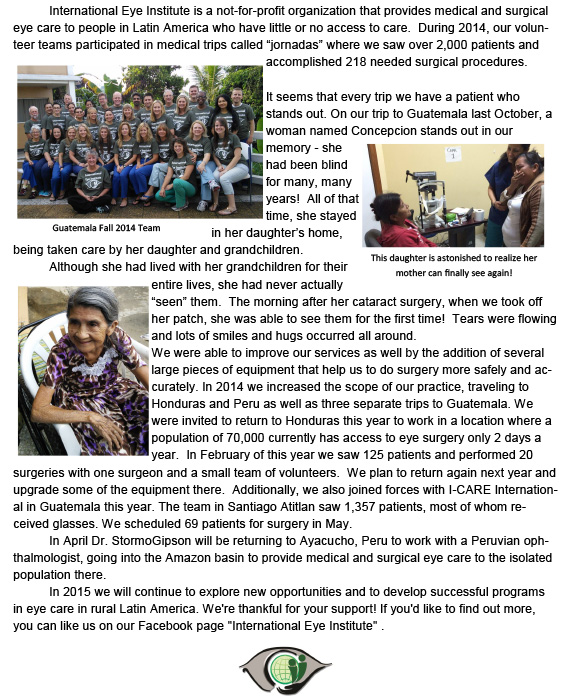 International Eye Institute is a not-for-profit organization that provides medical and surgical
eye care to people in Latin America who have little or no access to care.  During 2014, our volun-
teer teams participated in medical trips called “jornadas” where we saw over 2,000 patients and
accomplished 218 needed surgical procedures.
It seems that every trip we have a patient who
stands out. On our trip to Guatemala last October, a
woman named Concepcion stands out in our
memory - she
had been blind
for many, many
years!  All of that
time, she stayed
in her daughter’s home,
being taken care by her daughter and grandchildren.
Guatemala Fall 2014 Team
This daughter is astonished to realize her
mother can finally see again!
Although she had lived with her grandchildren for their
entire lives, she had never actually
“seen” them.  The morning after her cataract surgery, when we took off
her patch, she was able to see them for the first time!  Tears were flowing
and lots of smiles and hugs occurred all around.
We were able to improve our services as well by the addition of several
large pieces of equipment that help us to do surgery more safely and ac-
curately. In 2014 we increased the scope of our practice, traveling to
Honduras and Peru as well as three separate trips to Guatemala. We
were invited to return to Honduras this year to work in a location where a
population of 70,000 currently has access to eye surgery only 2 days a
year.  In February of this year we saw 125 patients and performed 20
surgeries with one surgeon and a small team of volunteers.  We plan to return again next year and
upgrade some of the equipment there.  Additionally, we also joined forces with I-CARE Internation-
al in Guatemala this year. The team in Santiago Atitlan saw 1,357 patients, most of whom re-
ceived glasses. We scheduled 69 patients for surgery in May.
In April Dr. StormoGipson will be returning to Ayacucho, Peru to work with a Peruvian oph-
thalmologist, going into the Amazon basin to provide medical and surgical eye care to the isolated
population there.
In 2015 we will continue to explore new opportunities and to develop successful programs
in eye care in rural Latin America. We're thankful for your support! If you'd like to find out more,
you can like us on our Facebook page "International Eye Institute" .